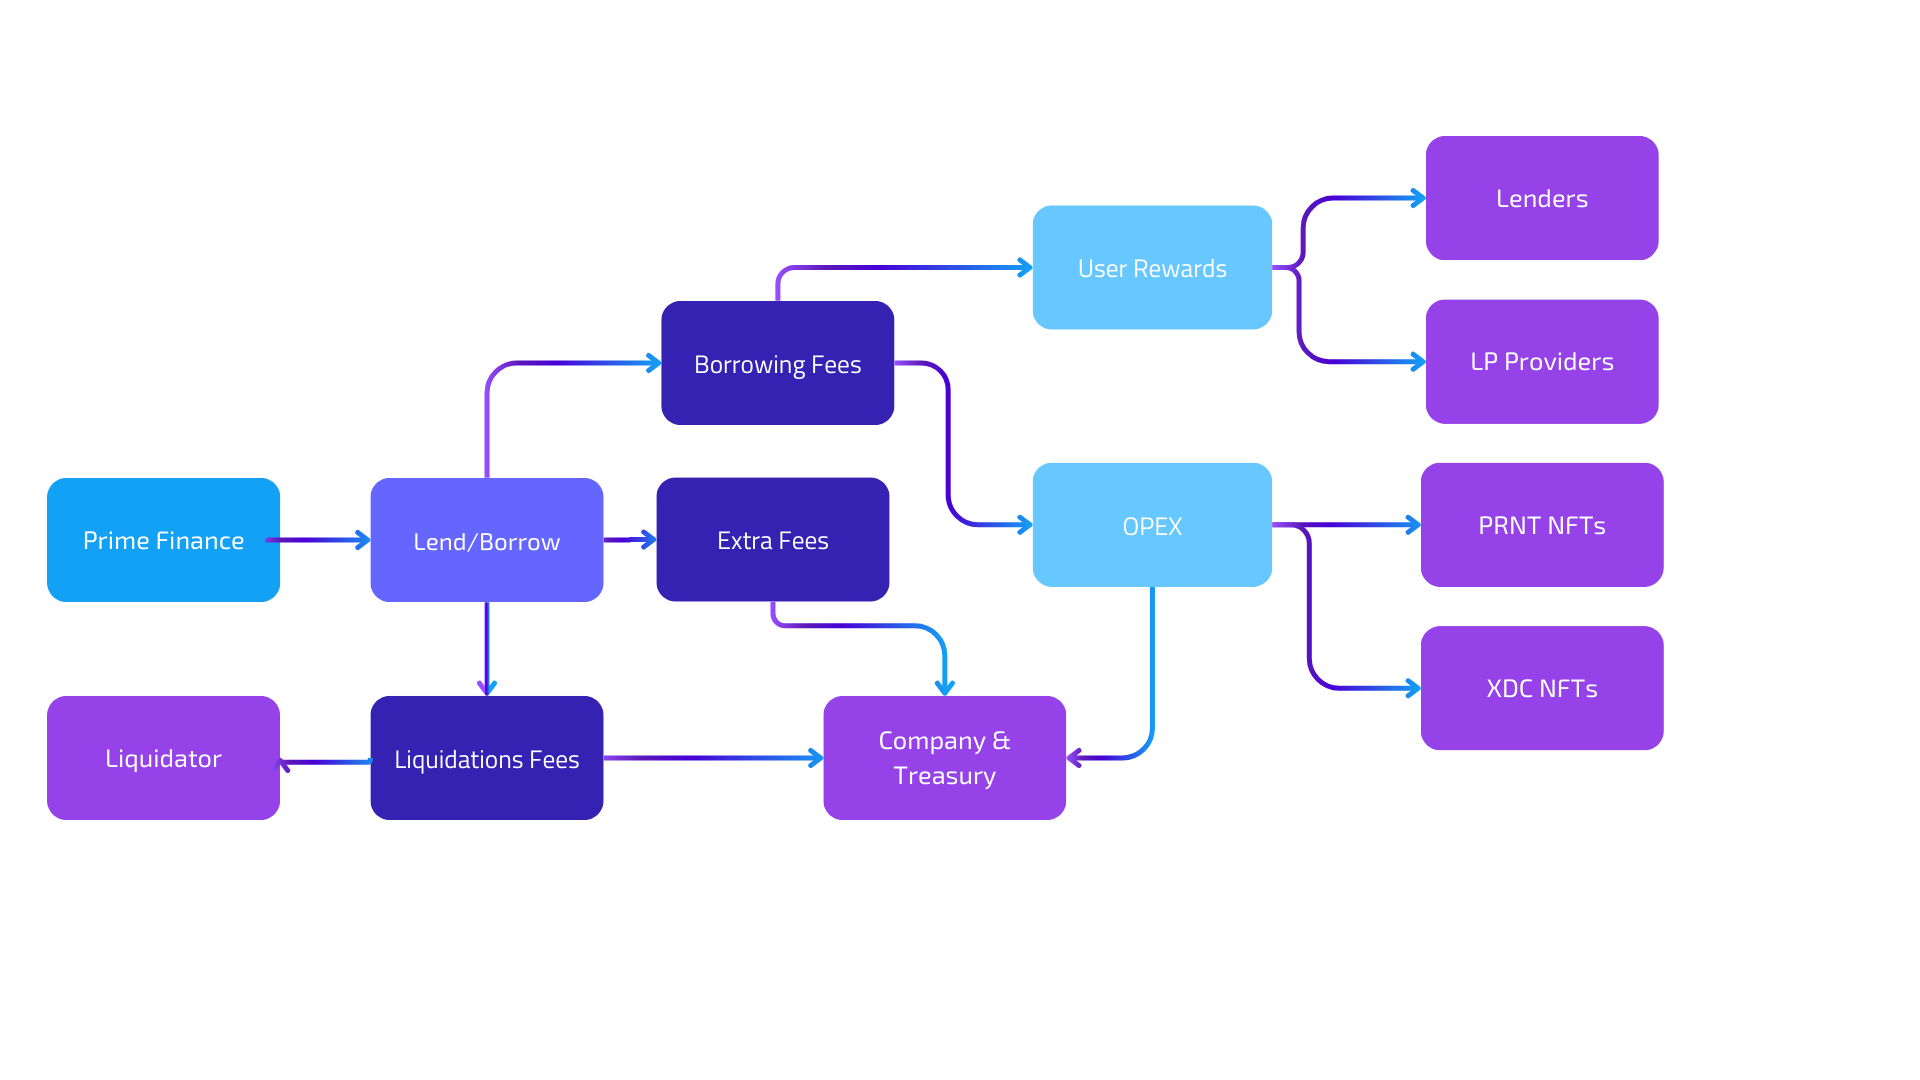 Lenders
User Rewards
LP Providers
Borrowing Fees
Prime Finance
Lend/Borrow
Extra Fees
OPEX
PRNT NFTs
XDC NFTs
Liquidator
Liquidations Fees
Company &
Treasury